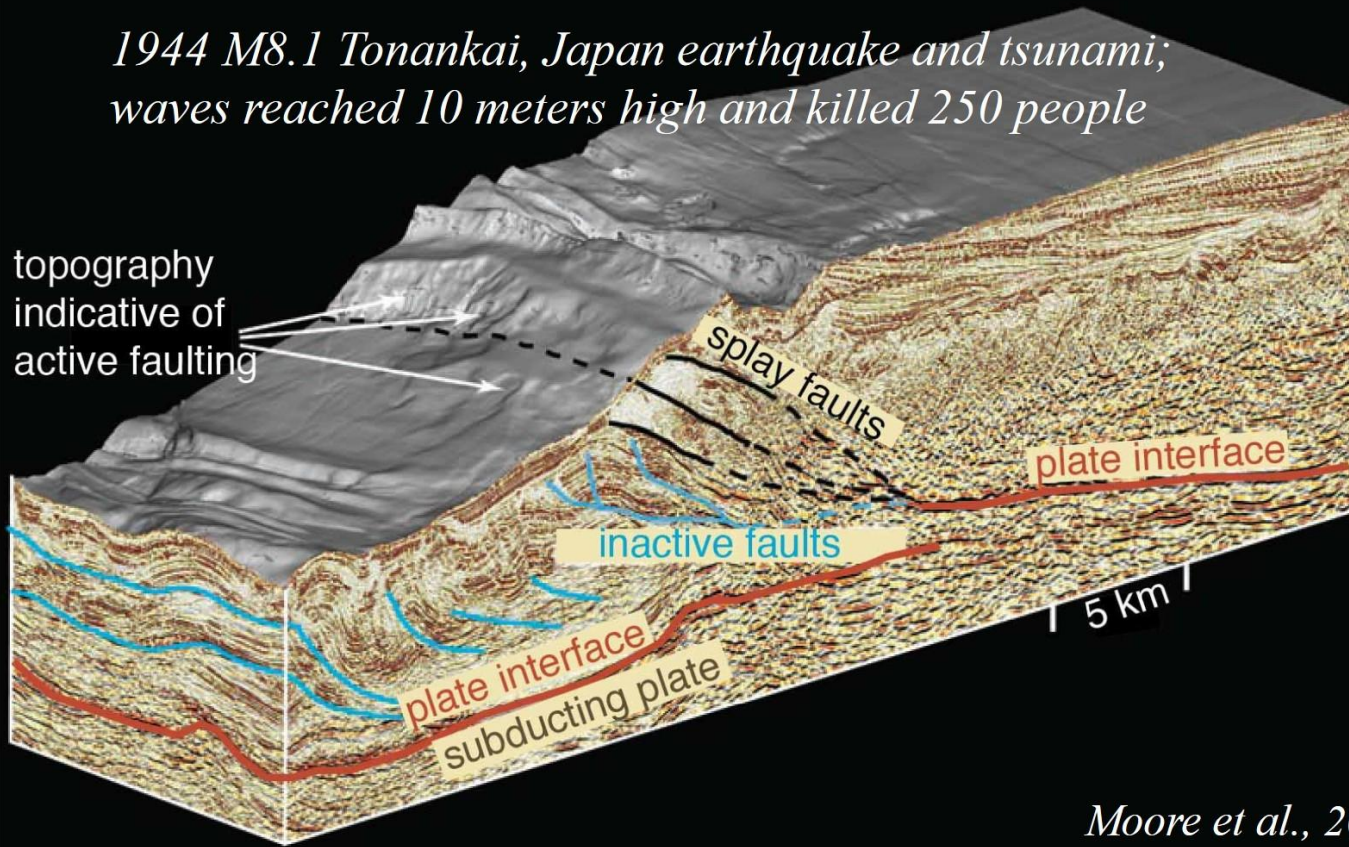 1944 M8.1 Tonankai, Japan earthquake and tsunami;
waves reached 10 meters high and killed 250 people
topography
indicative of
active faulting
splay faults
plate interface
inactive faults
5 km
plate interface
subducting plate
Moore et al., 2